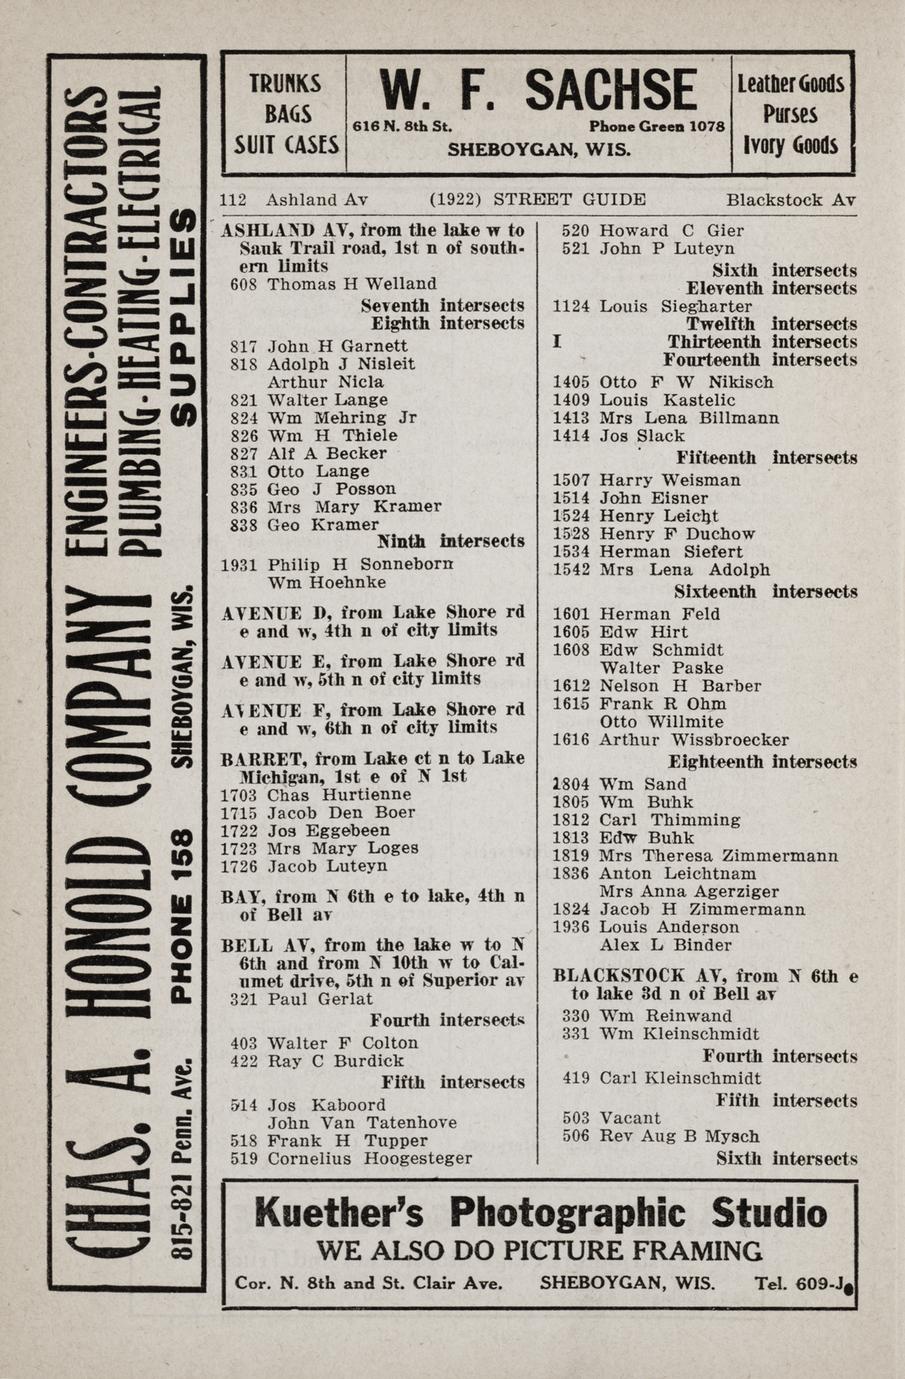 CHAS. A. HONOLD COMPANY ENGINEERS-CONTRACTORS
PLUMBING-HEATING-ELECTRICAL
815-821 Penn. Ave. PHONE 158 SHEBOYGAN, WIS. SUPPLIES
TRUNKS
BAGS
SUIT CASES
W. F. SACHSE
616 N. 8th St. Phone Green 1078
SHEBOYGAN, WIS.
Leather Goods
Purses
Ivory Goods
112 Ashland Av (1922) STREET GUIDE Blackstock Av
ASHLAND AV, from the lake w to
Sauk Trail road, 1st n of south-
ern limits
608 Thomas H Welland
Seventh intersects
Eighth intersects
817 John H Garnett
818 Adolph J Nisleit
Arthur Nicla
821 Walter Lange
824 Wm Mehring Jr
826 Wm H Thiele
827 Alf A Becker
831 Otto Lange
835 Geo J Posson
836 Mrs Mary Kramer
838 Geo Kramer
Ninth intersects
1931 Philip H Sonneborn
Wm Hoehnke
AVENUE D, from Lake Shore rd
e and w, 4th n of city limits
AVENUE E, from Lake Shore rd
e and w, 5th n of city limits
AVENUE F, from Lake Shore rd
e and w, 6th n of city limits
BARRET, from Lake ct n to Lake
Michigan, 1st e of N 1st
1703 Chas Hurtienne
1715 Jacob Den Boer
1722 Jos Eggebeen
1723 Mrs Mary Loges
1726 Jacob Luteyn
BAY, from N 6th e to lake, 4th n
of Bell av
BELL AV, from the lake w to N
6th and from N 10th w to Cal-
umet drive, 5th n of Superior av
321 Paul Gerlat
Fourth intersects
403 Walter F Colton
422 Ray C Burdick
Fifth intersects
514 Jos Kaboord
John Van Tatenhove
518 Frank H Tupper
519 Cornelius Hoogesteger
520 Howard C Gier
521 John P Luteyn
Sixth intersects
Eleventh intersects
1124 Louis Siegharter
Twelfth intersects
I Thirteenth intersects
Fourteenth intersects
1405 Otto F W Nikisch
1409 Louis Kastelic
1413 Mrs Lena Billmann
1414 Jos Slack
Fifteenth intersects
1507 Harry Weisman
1514 John Eisner
1524 Henry Leicht
1528 Henry F Duchow
1534 Herman Siefert
1542 Mrs Lena Adolph
Sixteenth intersects
1601 Herman Feld
1605 Edw Hirt
1608 Edw Schmidt
Walter Paske
1612 Nelson H Barber
1615 Frank R Ohm
Otto Willmite
1616 Arthur Wissbroecker
Eighteenth intersects
1804 Wm Sand
1805 Wm Buhk
1812 Carl Thimming
1813 Edw Buhk
1819 Mrs Theresa Zimmermann
1836 Anton Leichtnam
Mrs Anna Agerziger
1824 Jacob H Zimmermann
1936 Louis Anderson
Alex L Binder
BLACKSTOCK AV, from N 6th e
to lake 3d n of Bell av
330 Wm Reinwand
331 Wm Kleinschmidt
Fourth intersects
419 Carl Kleinschmidt
Fifth intersects
503 Vacant
506 Rev Aug B Mysch
Sixth intersects
Kuether's Photographic Studio
WE ALSO DO PICTURE FRAMING
Cor. N. 8th and St. Clair Ave. SHEBOYGAN, WIS. Tel. 609-J.